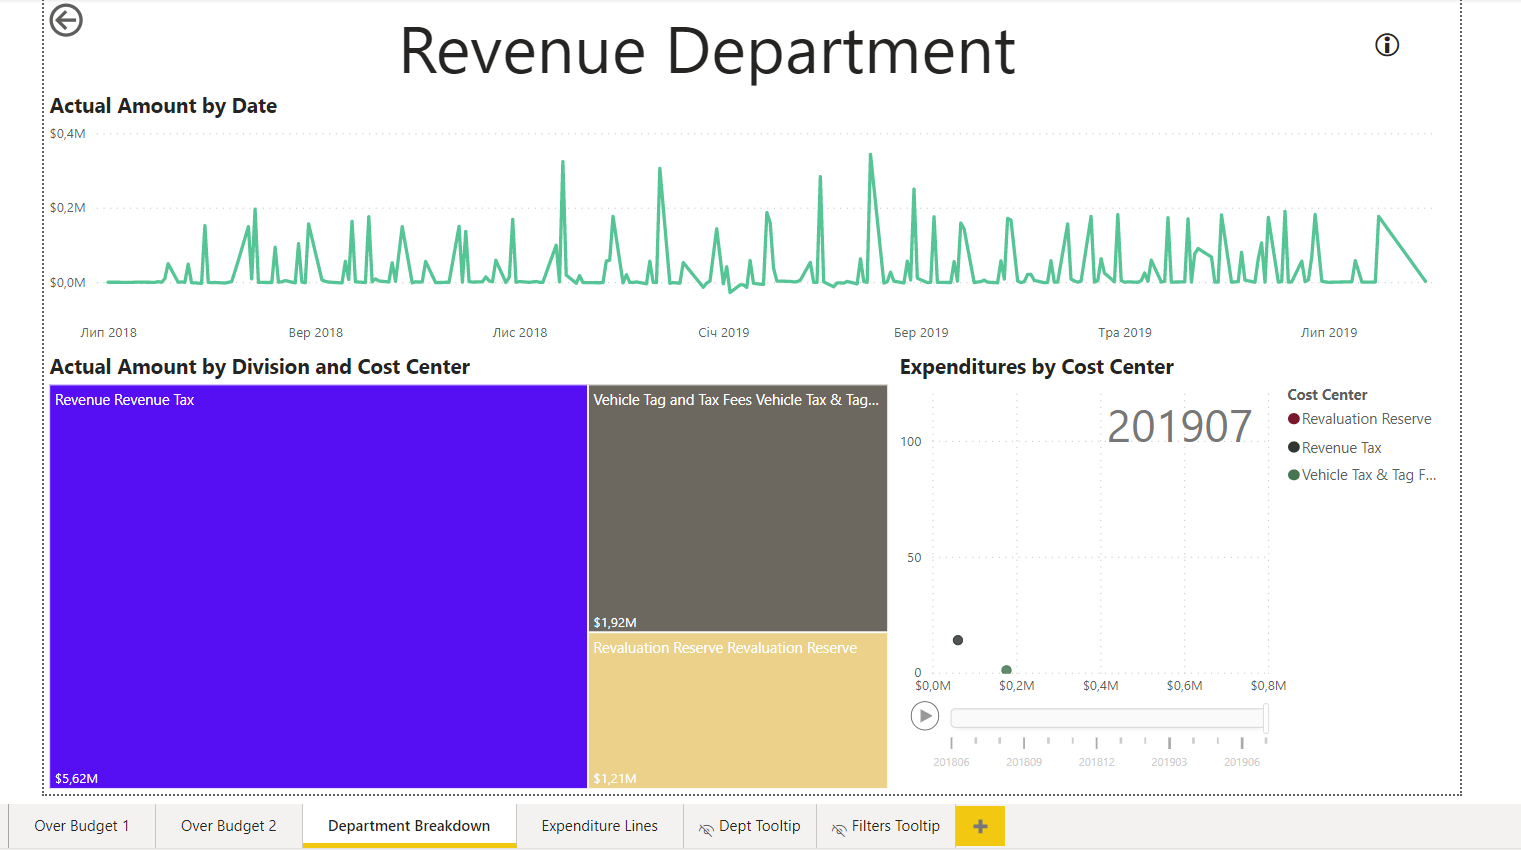 Revenue Department
Actual Amount by Date
$0,4M
$0,2M
$0,0M
Лип 2018
Вер 2018
Лис 2018
Січ 2019
Бер 2019
Тра 2019
Лип 2019
Actual Amount by Division and Cost Center
Revenue Revenue Tax
$5,62M
Vehicle Tag and Tax Fees Vehicle Tax & Tag...
$1,92M
Revaluation Reserve Revaluation Reserve
$1,21M
Expenditures by Cost Center
201907
100
50
0
$0,0M
$0,2M
$0,4M
$0,6M
$0,8M
Cost Center
Revaluation Reserve
Revenue Tax
Vehicle Tax & Tag F...
201806
201809
201812
201903
201906
Over Budget 1
Over Budget 2
Department Breakdown
Expenditure Lines
Dept Tooltip
Filters Tooltip